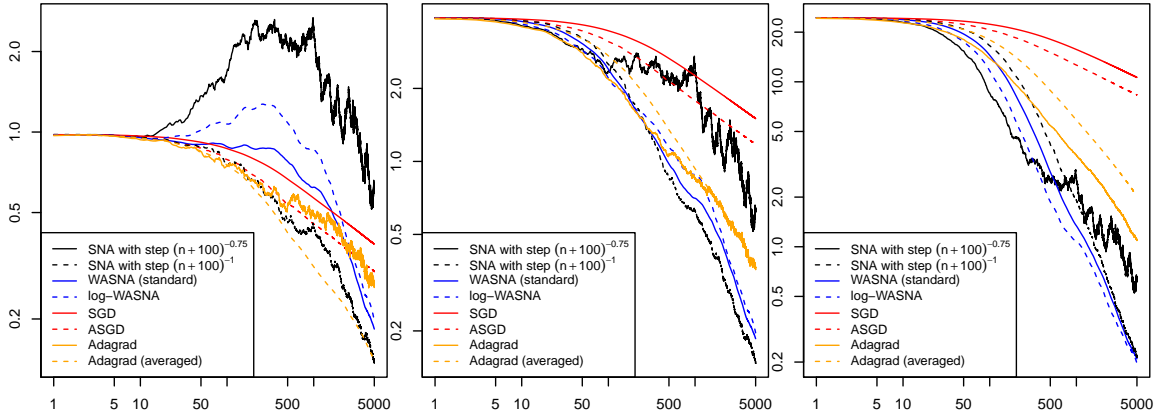 2.0
1.0
0.5
0.2
SNA with step (n + 100)^−0.75
SNA with step (n + 100)^−1
WASNA (standard)
log−WASNA
SGD
ASGD
Adagrad
Adagrad (averaged)
1 5 10 50 500 5000
2.0
1.0
0.5
0.2
SNA with step (n + 100)^−0.75
SNA with step (n + 100)^−1
WASNA (standard)
log−WASNA
SGD
ASGD
Adagrad
Adagrad (averaged)
1 5 10 50 500 5000
20.0
10.0
5.0
2.0
1.0
0.5
0.2
SNA with step (n + 100)^−0.75
SNA with step (n + 100)^−1
WASNA (standard)
log−WASNA
SGD
ASGD
Adagrad
Adagrad (averaged)
1 5 10 50 500 5000